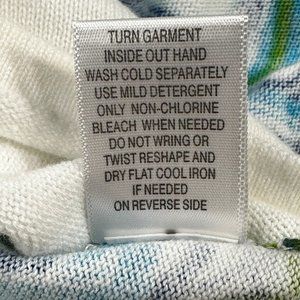 TURN GARMENT
INSIDE OUT HAND
WASH COLD SEPARATELY
USE MILD DETERGENT
ONLY NON-CHLORINE
BLEACH WHEN NEEDED
DO NOT WRING OR
TWIST RESHAPE AND
DRY FLAT COOL IRON
IF NEEDED
ON REVERSE SIDE